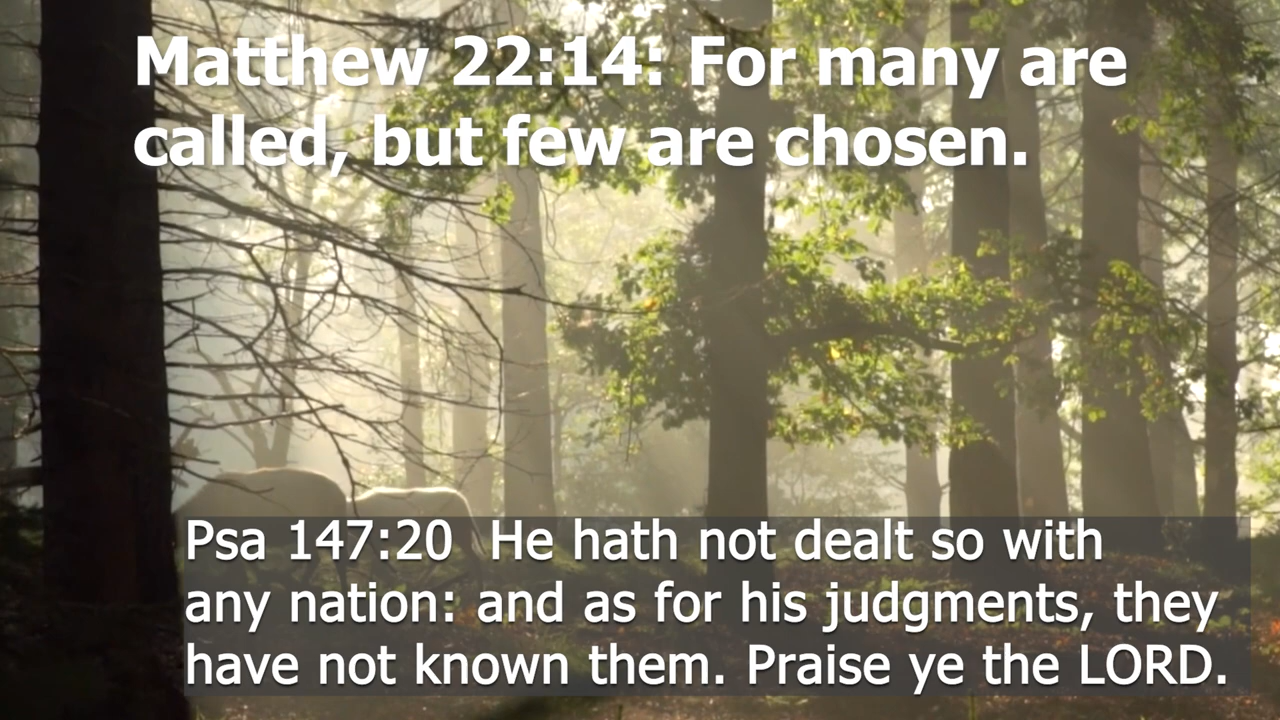 Matthew 22:14: For many are
called, but few are chosen.
Psa 147:20  He hath not dealt so with
any nation: and as for his judgments, they
have not known them. Praise ye the LORD.